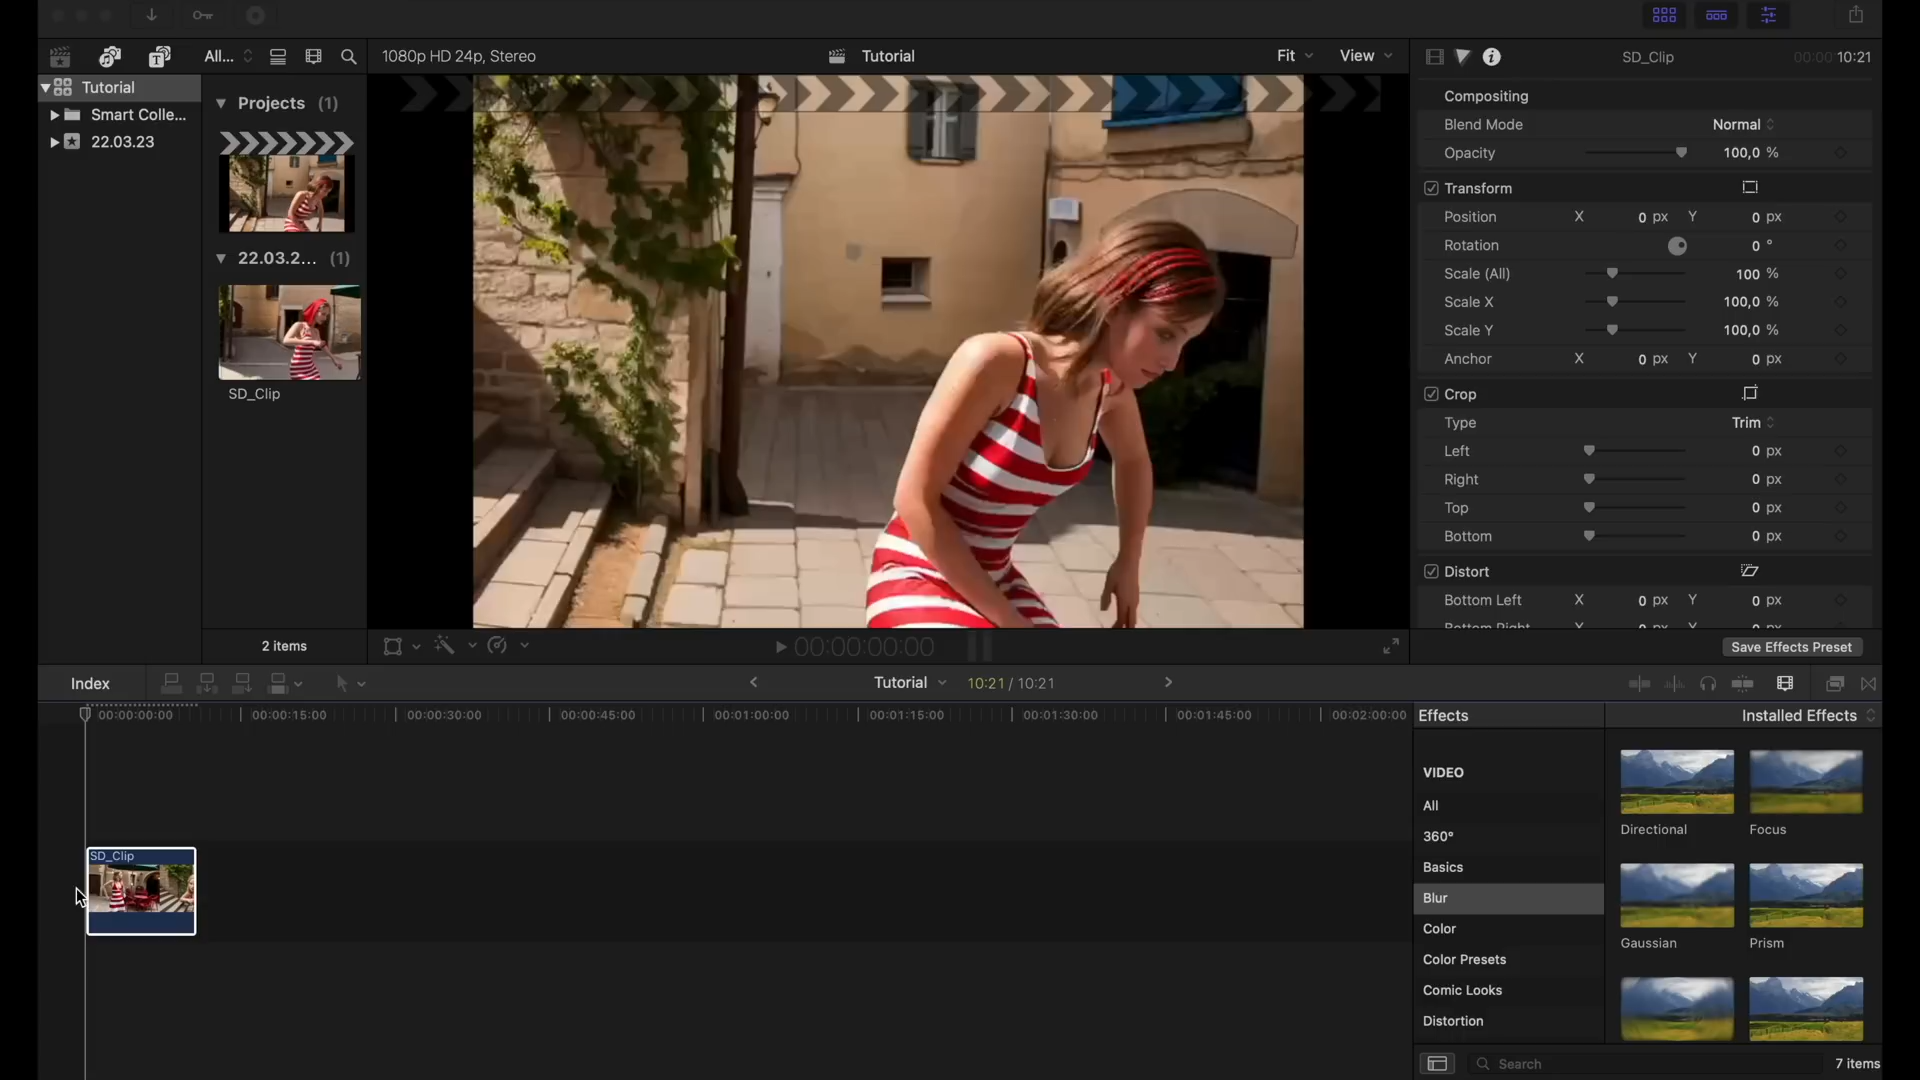 All...
1080p HD 24p, Stereo
Tutorial
Fit
View
SD_Clip
00:00 10:21
Tutorial
Smart Colle...
22.03.23
Projects (1)
22.03.2... (1)
SD_Clip
2 items
00:00:00:00
Compositing
Blend Mode Normal
Opacity 100,0 %
Transform
Position X 0 px Y 0 px
Rotation 0 °
Scale (All) 100 %
Scale X 100,0 %
Scale Y 100,0 %
Anchor X 0 px Y 0 px
Crop
Type Trim
Left 0 px
Right 0 px
Top 0 px
Bottom 0 px
Distort
Bottom Left X 0 px Y 0 px
Bottom Right X 0 px Y 0 px
Save Effects Preset
Index
Tutorial
10:21 / 10:21
00:00:00:00 00:00:15:00 00:00:30:00 00:00:45:00 00:01:00:00 00:01:15:00 00:01:30:00 00:01:45:00 00:02:00:00
SD_Clip
Effects
Installed Effects
VIDEO
All
360°
Basics
Blur
Color
Color Presets
Comic Looks
Distortion
Directional
Focus
Gaussian
Prism
Search
7 items